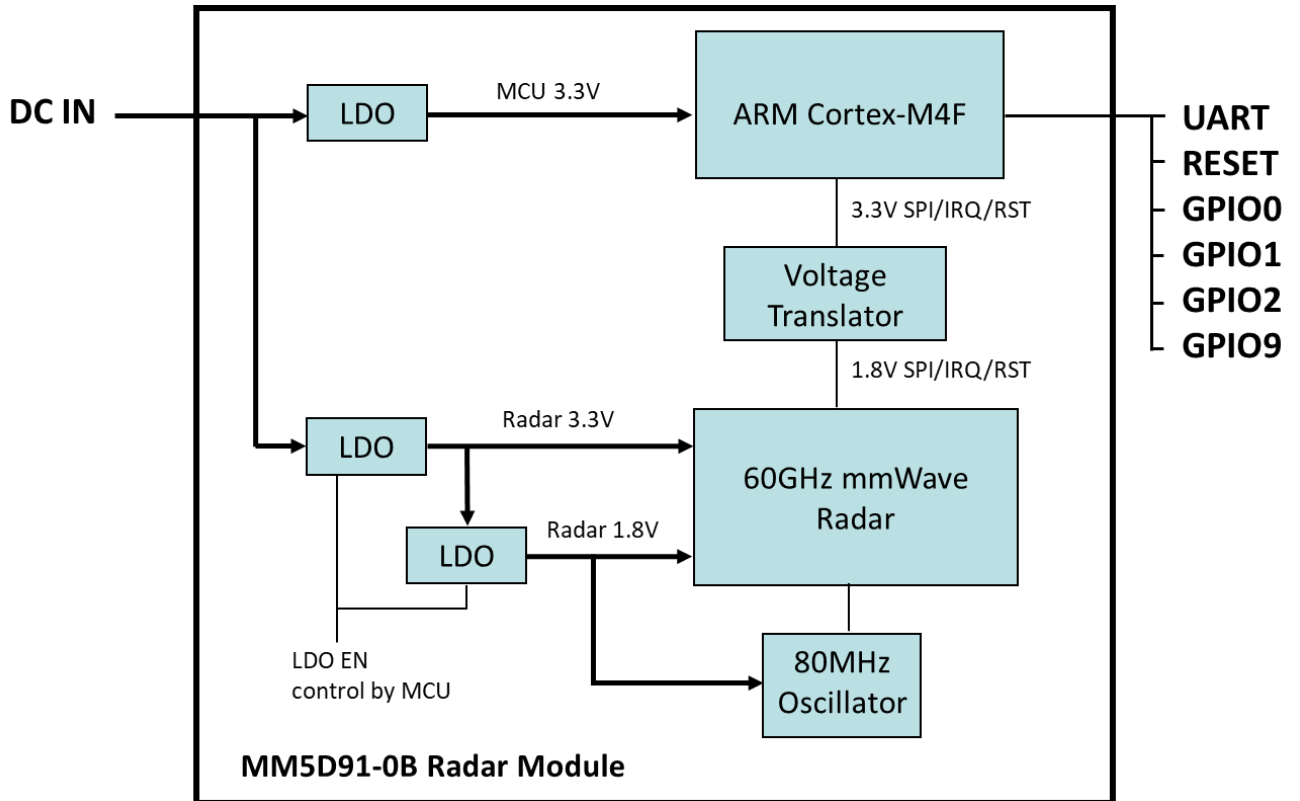 DC IN
LDO
MCU 3.3V
ARM Cortex-M4F
UART
RESET
GPIO0
GPIO1
GPIO2
GPIO9
3.3V SPI/IRQ/RST
Voltage
Translator
1.8V SPI/IRQ/RST
LDO
Radar 3.3V
60GHz mmWave
Radar
LDO
Radar 1.8V
80MHz
Oscillator
LDO EN
control by MCU
MM5D91-0B Radar Module